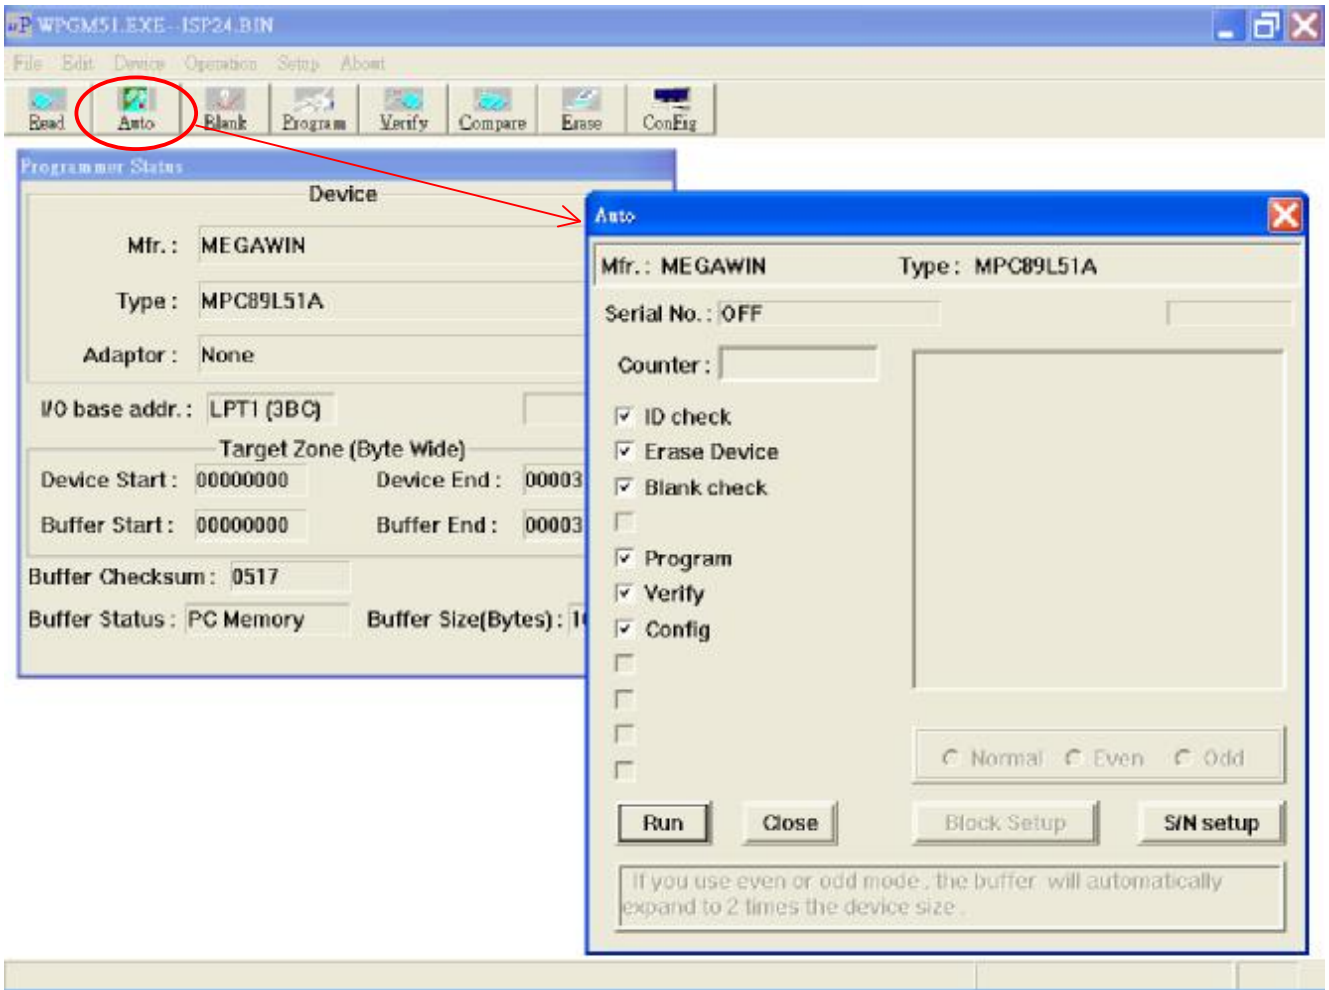 WPGM51.EXE--ISP24.BIN
File Edit Device Operation Setup About
Read Auto Blank Program Verify Compare Erase ConFig
Programmer Status
Device
Mfr. : MEGAWIN
Type : MPC89L51A
Adaptor : None
I/O base addr. : LPT1 (3BC)
Target Zone (Byte Wide)
Device Start : 00000000 Device End : 00003
Buffer Start : 00000000 Buffer End : 00003
Buffer Checksum : 0517
Buffer Status : PC Memory Buffer Size(Bytes) :
Auto
Mfr. : MEGAWIN Type : MPC89L51A
Serial No. : OFF
Counter :
ID check
Erase Device
Blank check
Program
Verify
Config
Normal Even Odd
Run Close Block Setup S/N setup
If you use even or odd mode , the buffer will automatically
expand to 2 times the device size .